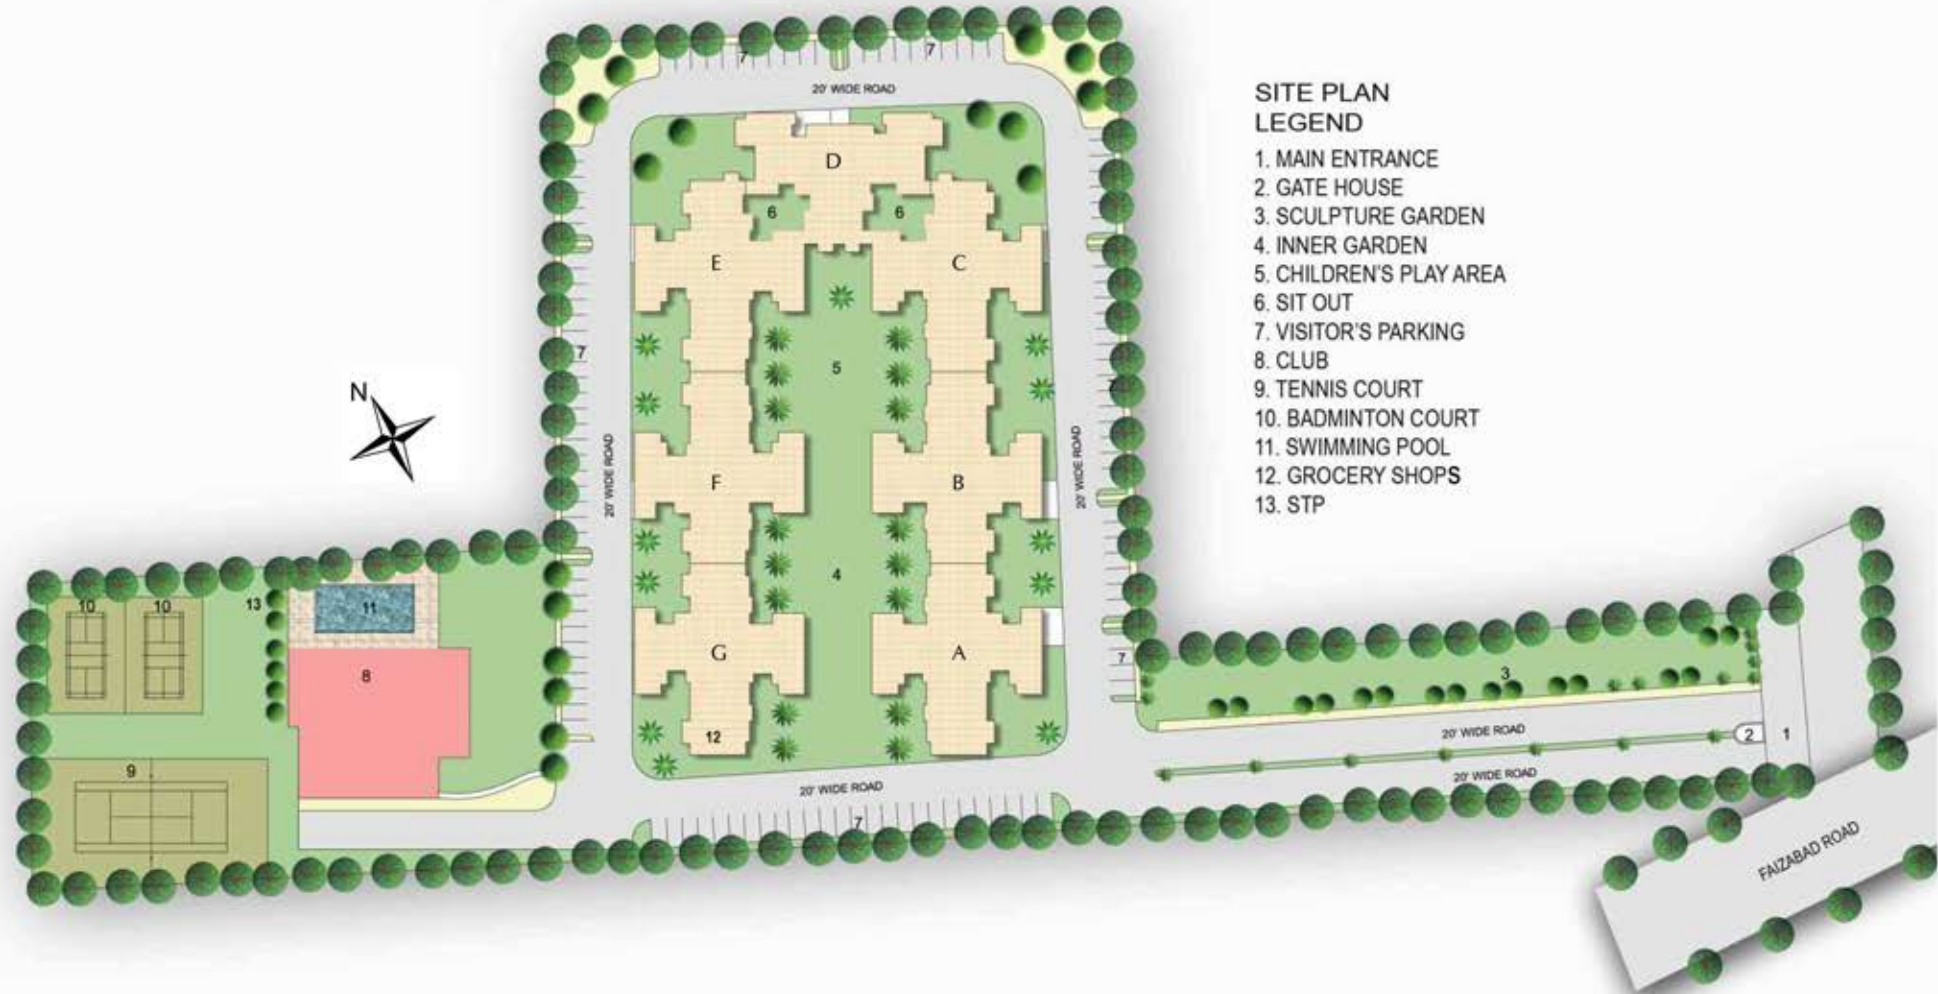 7
7
20' WIDE ROAD
SITE PLAN
LEGEND
1. MAIN ENTRANCE
2. GATE HOUSE
3. SCULPTURE GARDEN
4. INNER GARDEN
5. CHILDREN'S PLAY AREA
6. SIT OUT
7. VISITOR'S PARKING
8. CLUB
9. TENNIS COURT
10. BADMINTON COURT
11. SWIMMING POOL
12. GROCERY SHOPS
13. STP
D
6
6
E
C
7
5
7
N
20' WIDE ROAD
20' WIDE ROAD
F
B
4
10
10
13
11
G
A
7
8
3
12
20' WIDE ROAD
2
1
9
20' WIDE ROAD
20' WIDE ROAD
7
FAIZABAD ROAD